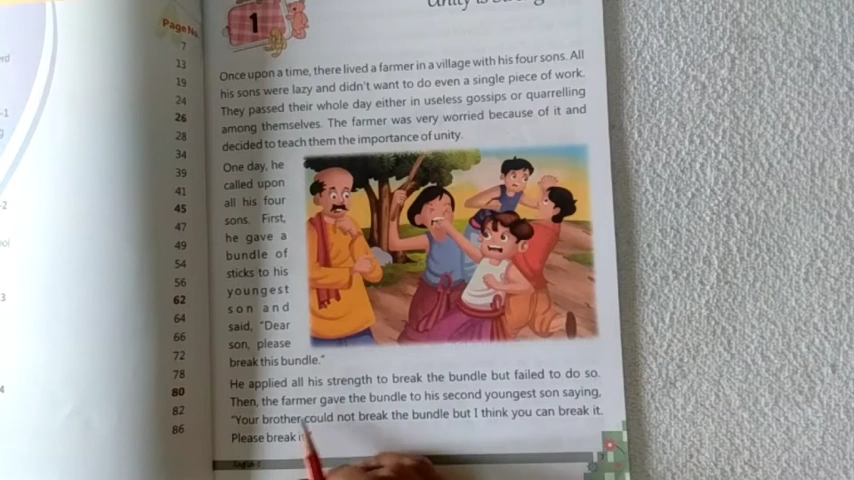 Page No
7
13
19
24
26
28
34
39
41
45
47
49
54
56
62
64
66
72
78
80
82
86
1
Once upon a time, there lived a farmer in a village with his four sons. All
his sons were lazy and didn't want to do even a single piece of work.
They passed their whole day either in useless gossips or quarrelling
among themselves. The farmer was very worried because of it and
decided to teach them the importance of unity.
One day, he
called upon
all his four
sons. First,
he gave a
bundle of
sticks to his
youngest
son and
said, "Dear
son, please
break this bundle."
He applied all his strength to break the bundle but failed to do so.
Then, the farmer gave the bundle to his second youngest son saying,
"Your brother could not break the bundle but I think you can break it.
Please break it."